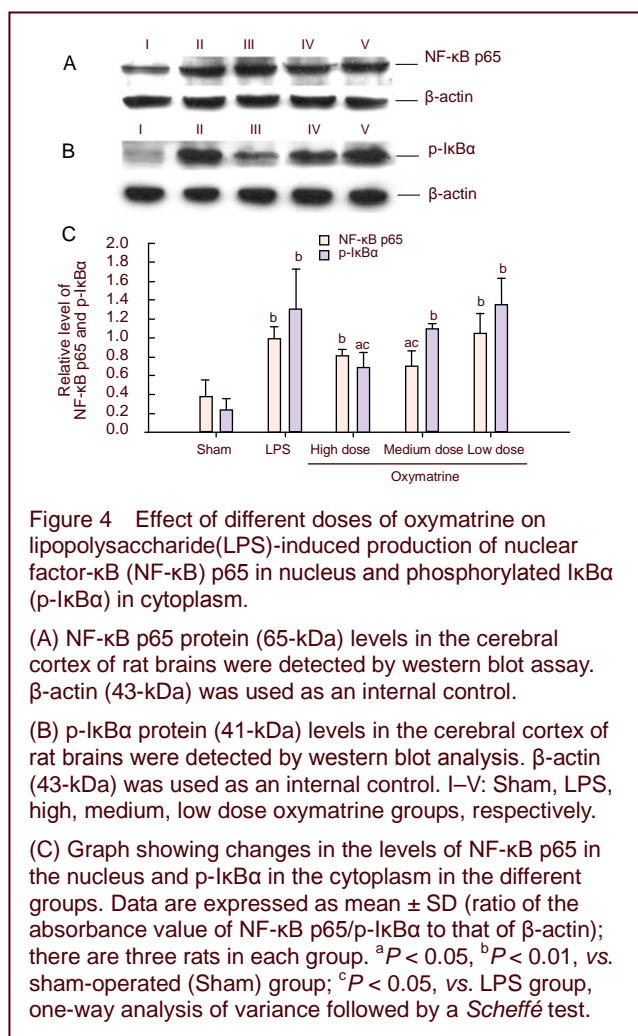 I II III IV V
A NF-κB p65
β-actin
I II III IV V
B p-IκBα
β-actin
C
NF-κB p65
p-IκBα
Relative level of
NF-κB p65 and p-IκBα
2.0
1.8
1.6
1.4
1.2
1.0
0.8
0.6
0.4
0.2
0.0
b b b ac ac b b b
Sham LPS High dose Medium dose Low dose
Oxymatrine
Figure 4 Effect of different doses of oxymatrine on
lipopolysaccharide(LPS)-induced production of nuclear
factor-κB (NF-κB) p65 in nucleus and phosphorylated IκBα
(p-IκBα) in cytoplasm.
(A) NF-κB p65 protein (65-kDa) levels in the cerebral
cortex of rat brains were detected by western blot assay.
β-actin (43-kDa) was used as an internal control.
(B) p-IκBα protein (41-kDa) levels in the cerebral cortex of
rat brains were detected by western blot analysis. β-actin
(43-kDa) was used as an internal control. I–V: Sham, LPS,
high, medium, low dose oxymatrine groups, respectively.
(C) Graph showing changes in the levels of NF-κB p65 in
the nucleus and p-IκBα in the cytoplasm in the different
groups. Data are expressed as mean ± SD (ratio of the
absorbance value of NF-κB p65/p-IκBα to that of β-actin);
there are three rats in each group. aP < 0.05, bP < 0.01, vs.
sham-operated (Sham) group; cP < 0.05, vs. LPS group,
one-way analysis of variance followed by a Scheffé test.